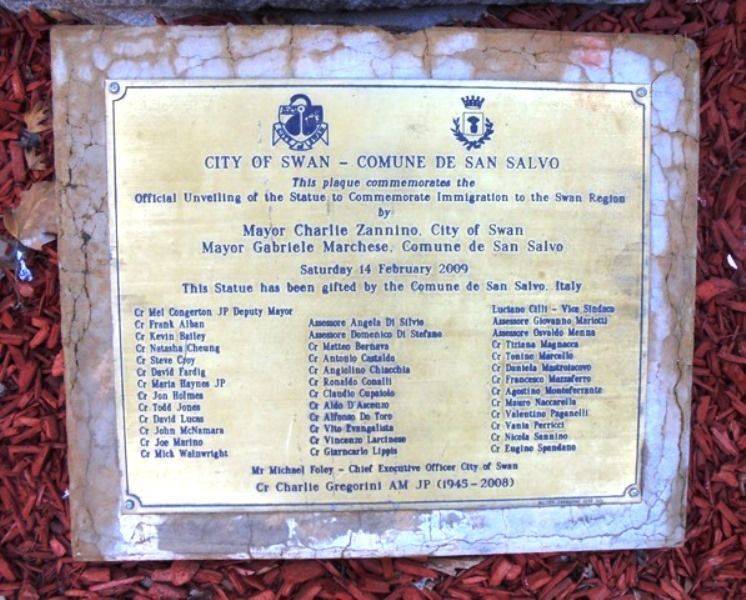 CITY OF SWAN
CITY OF SWAN – COMUNE DE SAN SALVO
This plaque commemorates the
Official Unveiling of the Statue to Commemorate Immigration to the Swan Region
by
Mayor Charlie Zannino, City of Swan
Mayor Gabriele Marchese, Comune de San Salvo
Saturday 14 February 2009
This Statue has been gifted by the Comune de San Salvo, Italy
Cr Mel Congerton JP Deputy Mayor
Cr Frank Alban
Cr Kevin Bailey
Cr Natasha Cheung
Cr Steve Croy
Cr David Fardig
Cr Maria Haynes JP
Cr Jon Holmes
Cr Todd Jones
Cr David Lucas
Cr John McNamara
Cr Joe Marino
Cr Mick Wainwright
Assessore Angela Di Silvio
Assessore Domenico Di Stefano
Cr Matteo Bernava
Cr Antonio Castaldo
Cr Angiolino Chiacchia
Cr Ronaldo Conalli
Cr Claudio Cupaiolo
Cr Aldo D'Ascenzo
Cr Alfonso De Toro
Cr Vito Evangalista
Cr Vincenzo Larcinese
Cr Giarncarlo Lippis
Luciano Cilli – Vice Sindaco
Assessore Giovanno Mariotti
Assessore Osvaldo Menna
Cr Tiziana Magnacca
Cr Tonino Marcello
Cr Daniela Mastroiacovo
Cr Francesco Mazzaferro
Cr Agostino Monteferrante
Cr Mauro Naccarella
Cr Valentino Paganelli
Cr Vania Perricci
Cr Nicola Sannino
Cr Eugino Spandano
Mr Michael Foley – Chief Executive Officer City of Swan
Cr Charlie Gregorini AM JP (1945–2008)